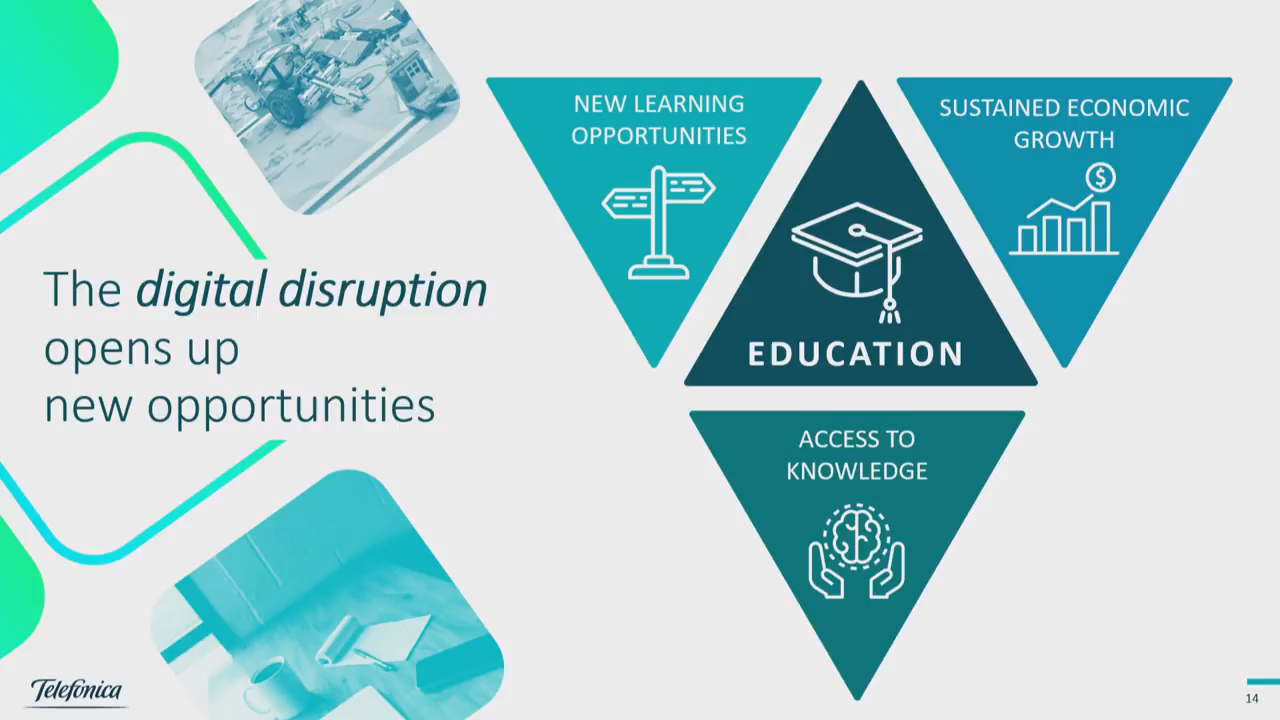 The digital disruption
opens up
new opportunities
NEW LEARNING
OPPORTUNITIES
SUSTAINED ECONOMIC
GROWTH
$
EDUCATION
ACCESS TO
KNOWLEDGE
Telefónica
14